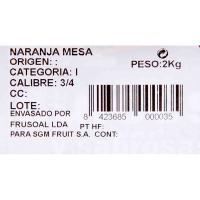 NARANJA MESA
ORIGEN: :
PESO:2Kg
CATEGORIA: I
CALIBRE: 3/4
CC:
LOTE:
ENVASADO POR
8 423685 000035
FRUSOAL LDA
PT HF:
PARA SGM FRUIT S.A. CONT: